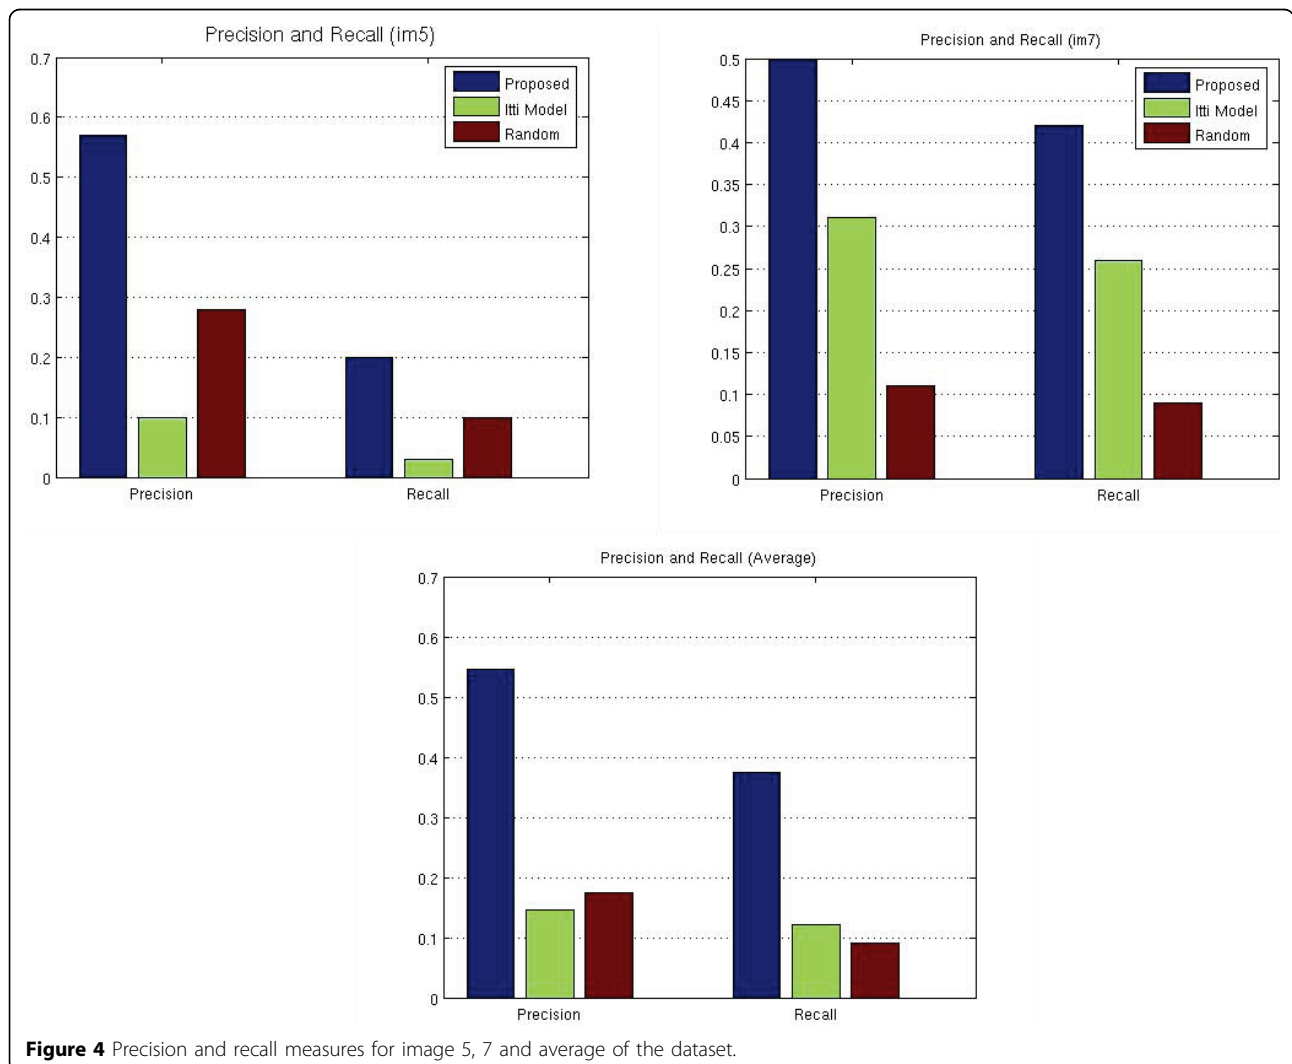 Precision and Recall (im5)
0.7
0.6
0.5
0.4
0.3
0.2
0.1
0
Proposed
Itti Model
Random
Precision Recall
Precision and Recall (im7)
0.5
0.45
0.4
0.35
0.3
0.25
0.2
0.15
0.1
0.05
0
Proposed
Itti Model
Random
Precision Recall
Precision and Recall (Average)
0.7
0.6
0.5
0.4
0.3
0.2
0.1
0
Precision Recall
Figure 4 Precision and recall measures for image 5, 7 and average of the dataset.